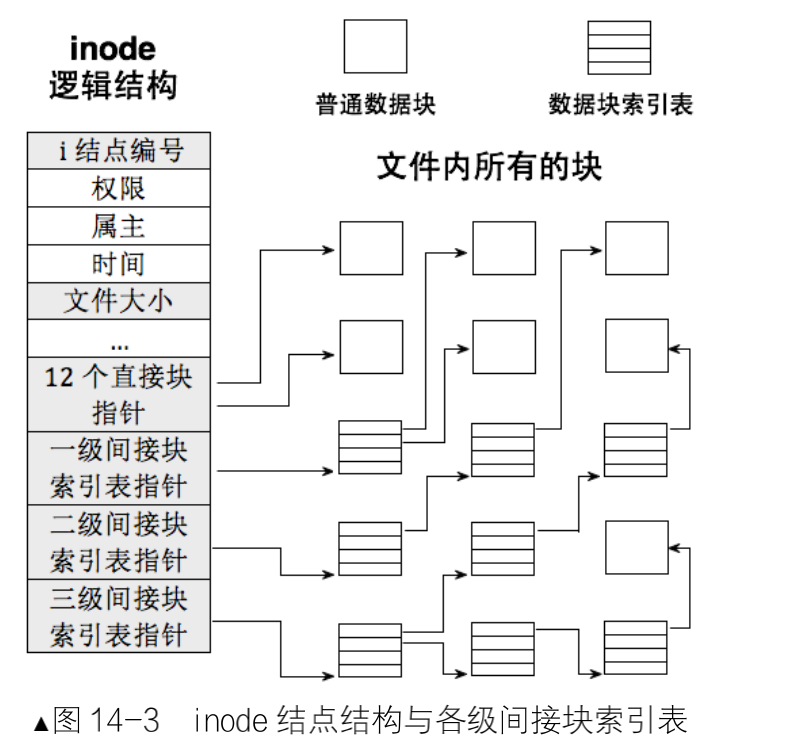 inode
逻辑结构
普通数据块
数据块索引表
文件内所有的块
i 结点编号
权限
属主
时间
文件大小
...
12 个直接块
指针
一级间接块
索引表指针
二级间接块
索引表指针
三级间接块
索引表指针
▲图 14-3 inode 结点结构与各级间接块索引表